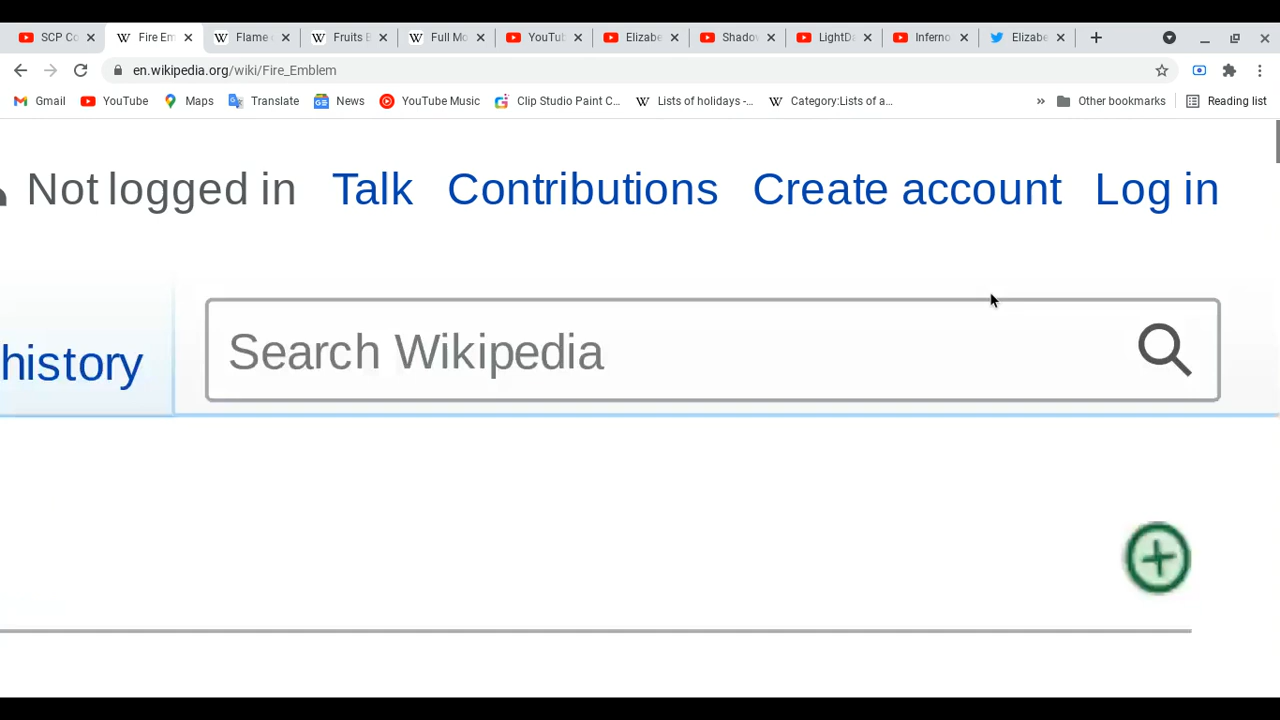 SCP Co Fire Em Flame Fruits B Full Mo YouTu Elizabe Shado LightDa Inferno Elizabe
en.wikipedia.org/wiki/Fire_Emblem
Gmail YouTube Maps Translate News YouTube Music Clip Studio Paint C... Lists of holidays -... Category:Lists of a... » Other bookmarks Reading list
Not logged in Talk Contributions Create account Log in
history Search Wikipedia